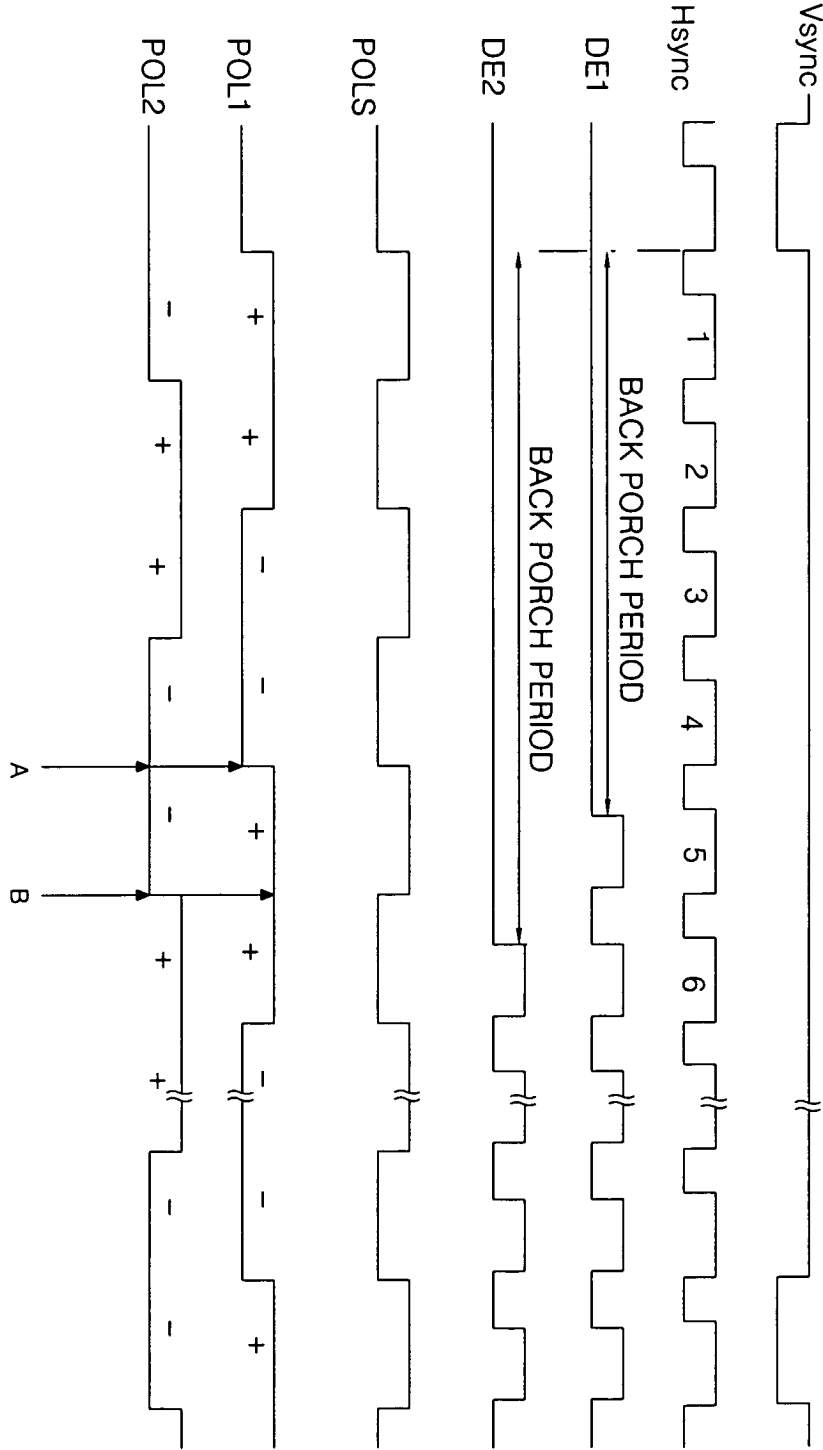 Vsync
Hsync 1 2 3 4 5 6
BACK PORCH PERIOD
DE1
BACK PORCH PERIOD
DE2
POLS
POL1 + + − − + + − − +
POL2 − + + − − + + − −
A B